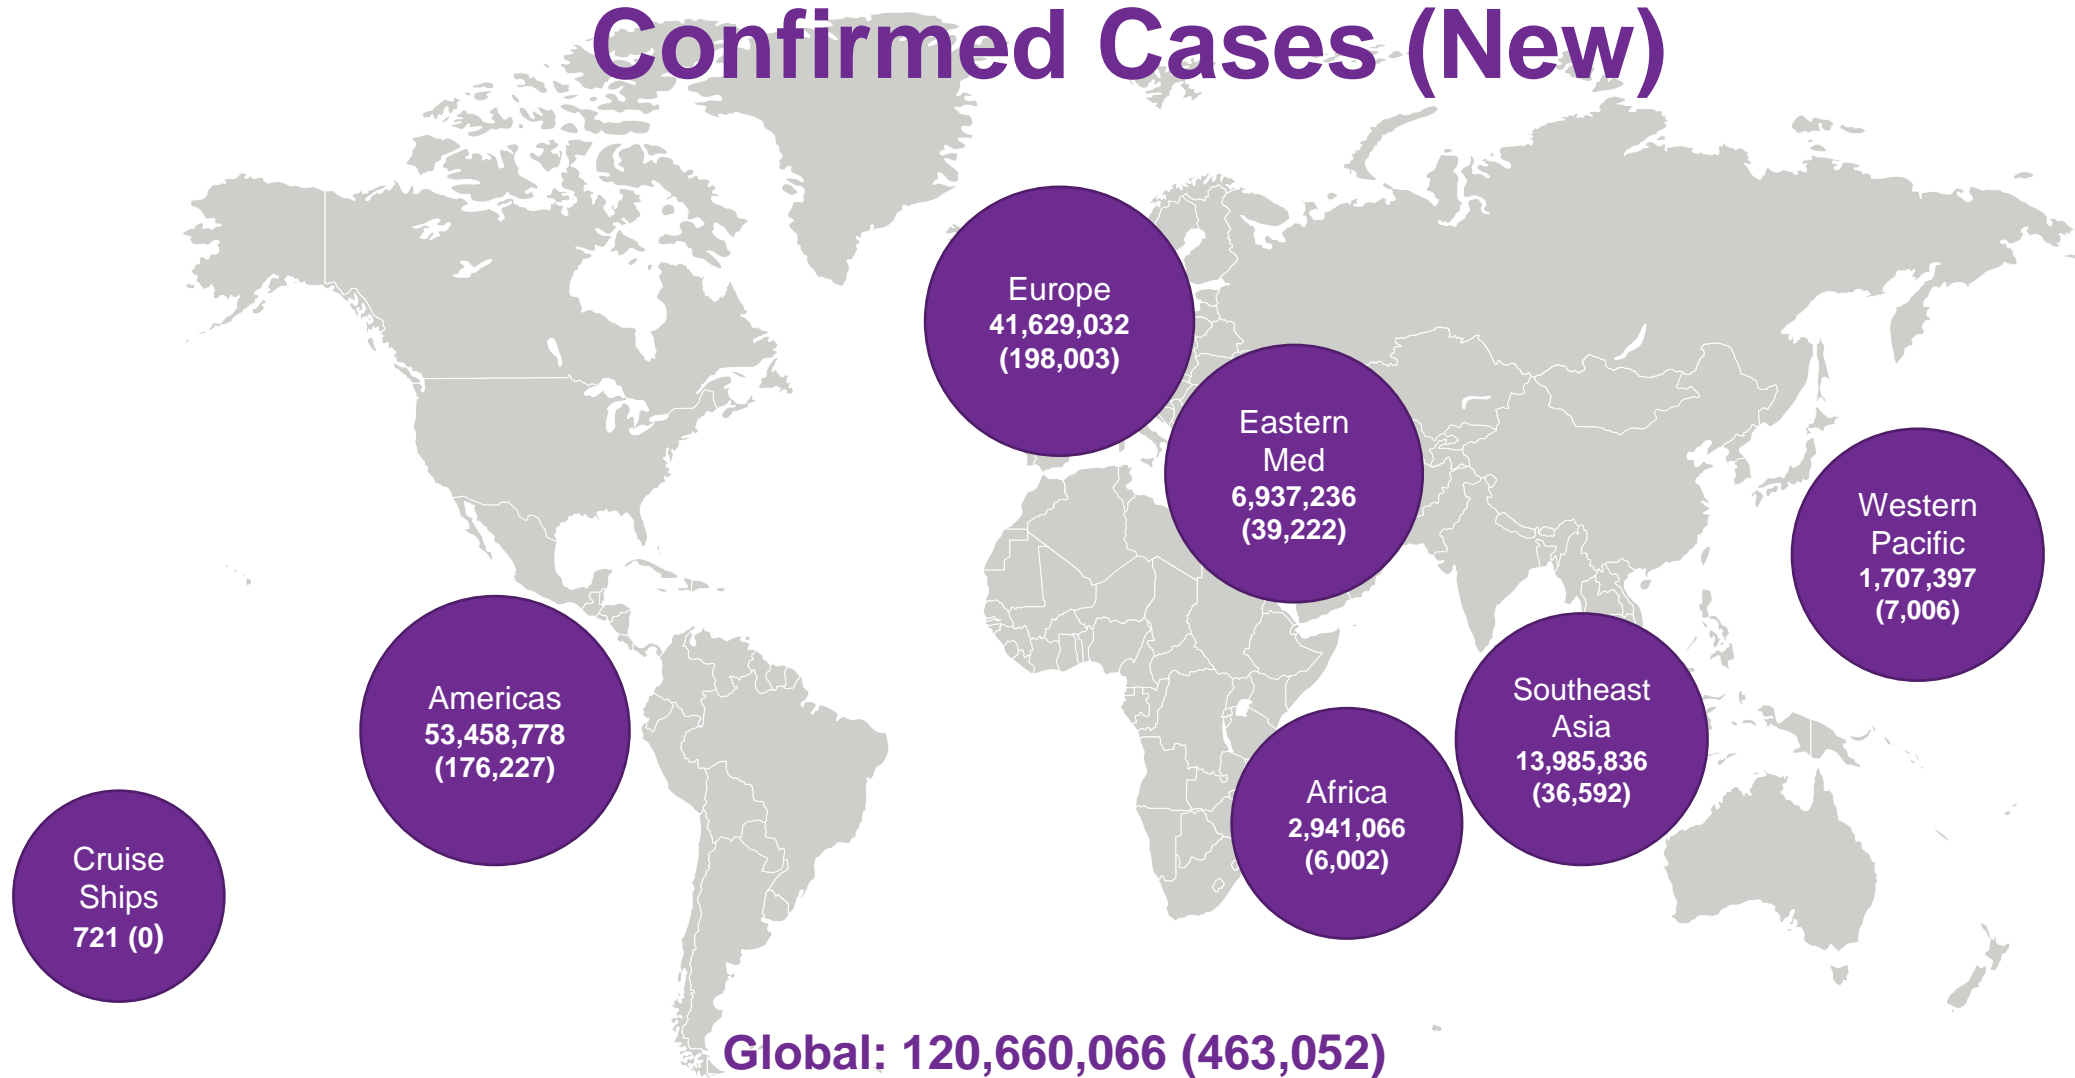 Confirmed Cases (New)
Europe
41,629,032
(198,003)
Eastern
Med
6,937,236
(39,222)
Western
Pacific
1,707,397
(7,006)
Americas
53,458,778
(176,227)
Southeast
Asia
13,985,836
(36,592)
Africa
2,941,066
(6,002)
Cruise
Ships
721 (0)
Global: 120,660,066 (463,052)